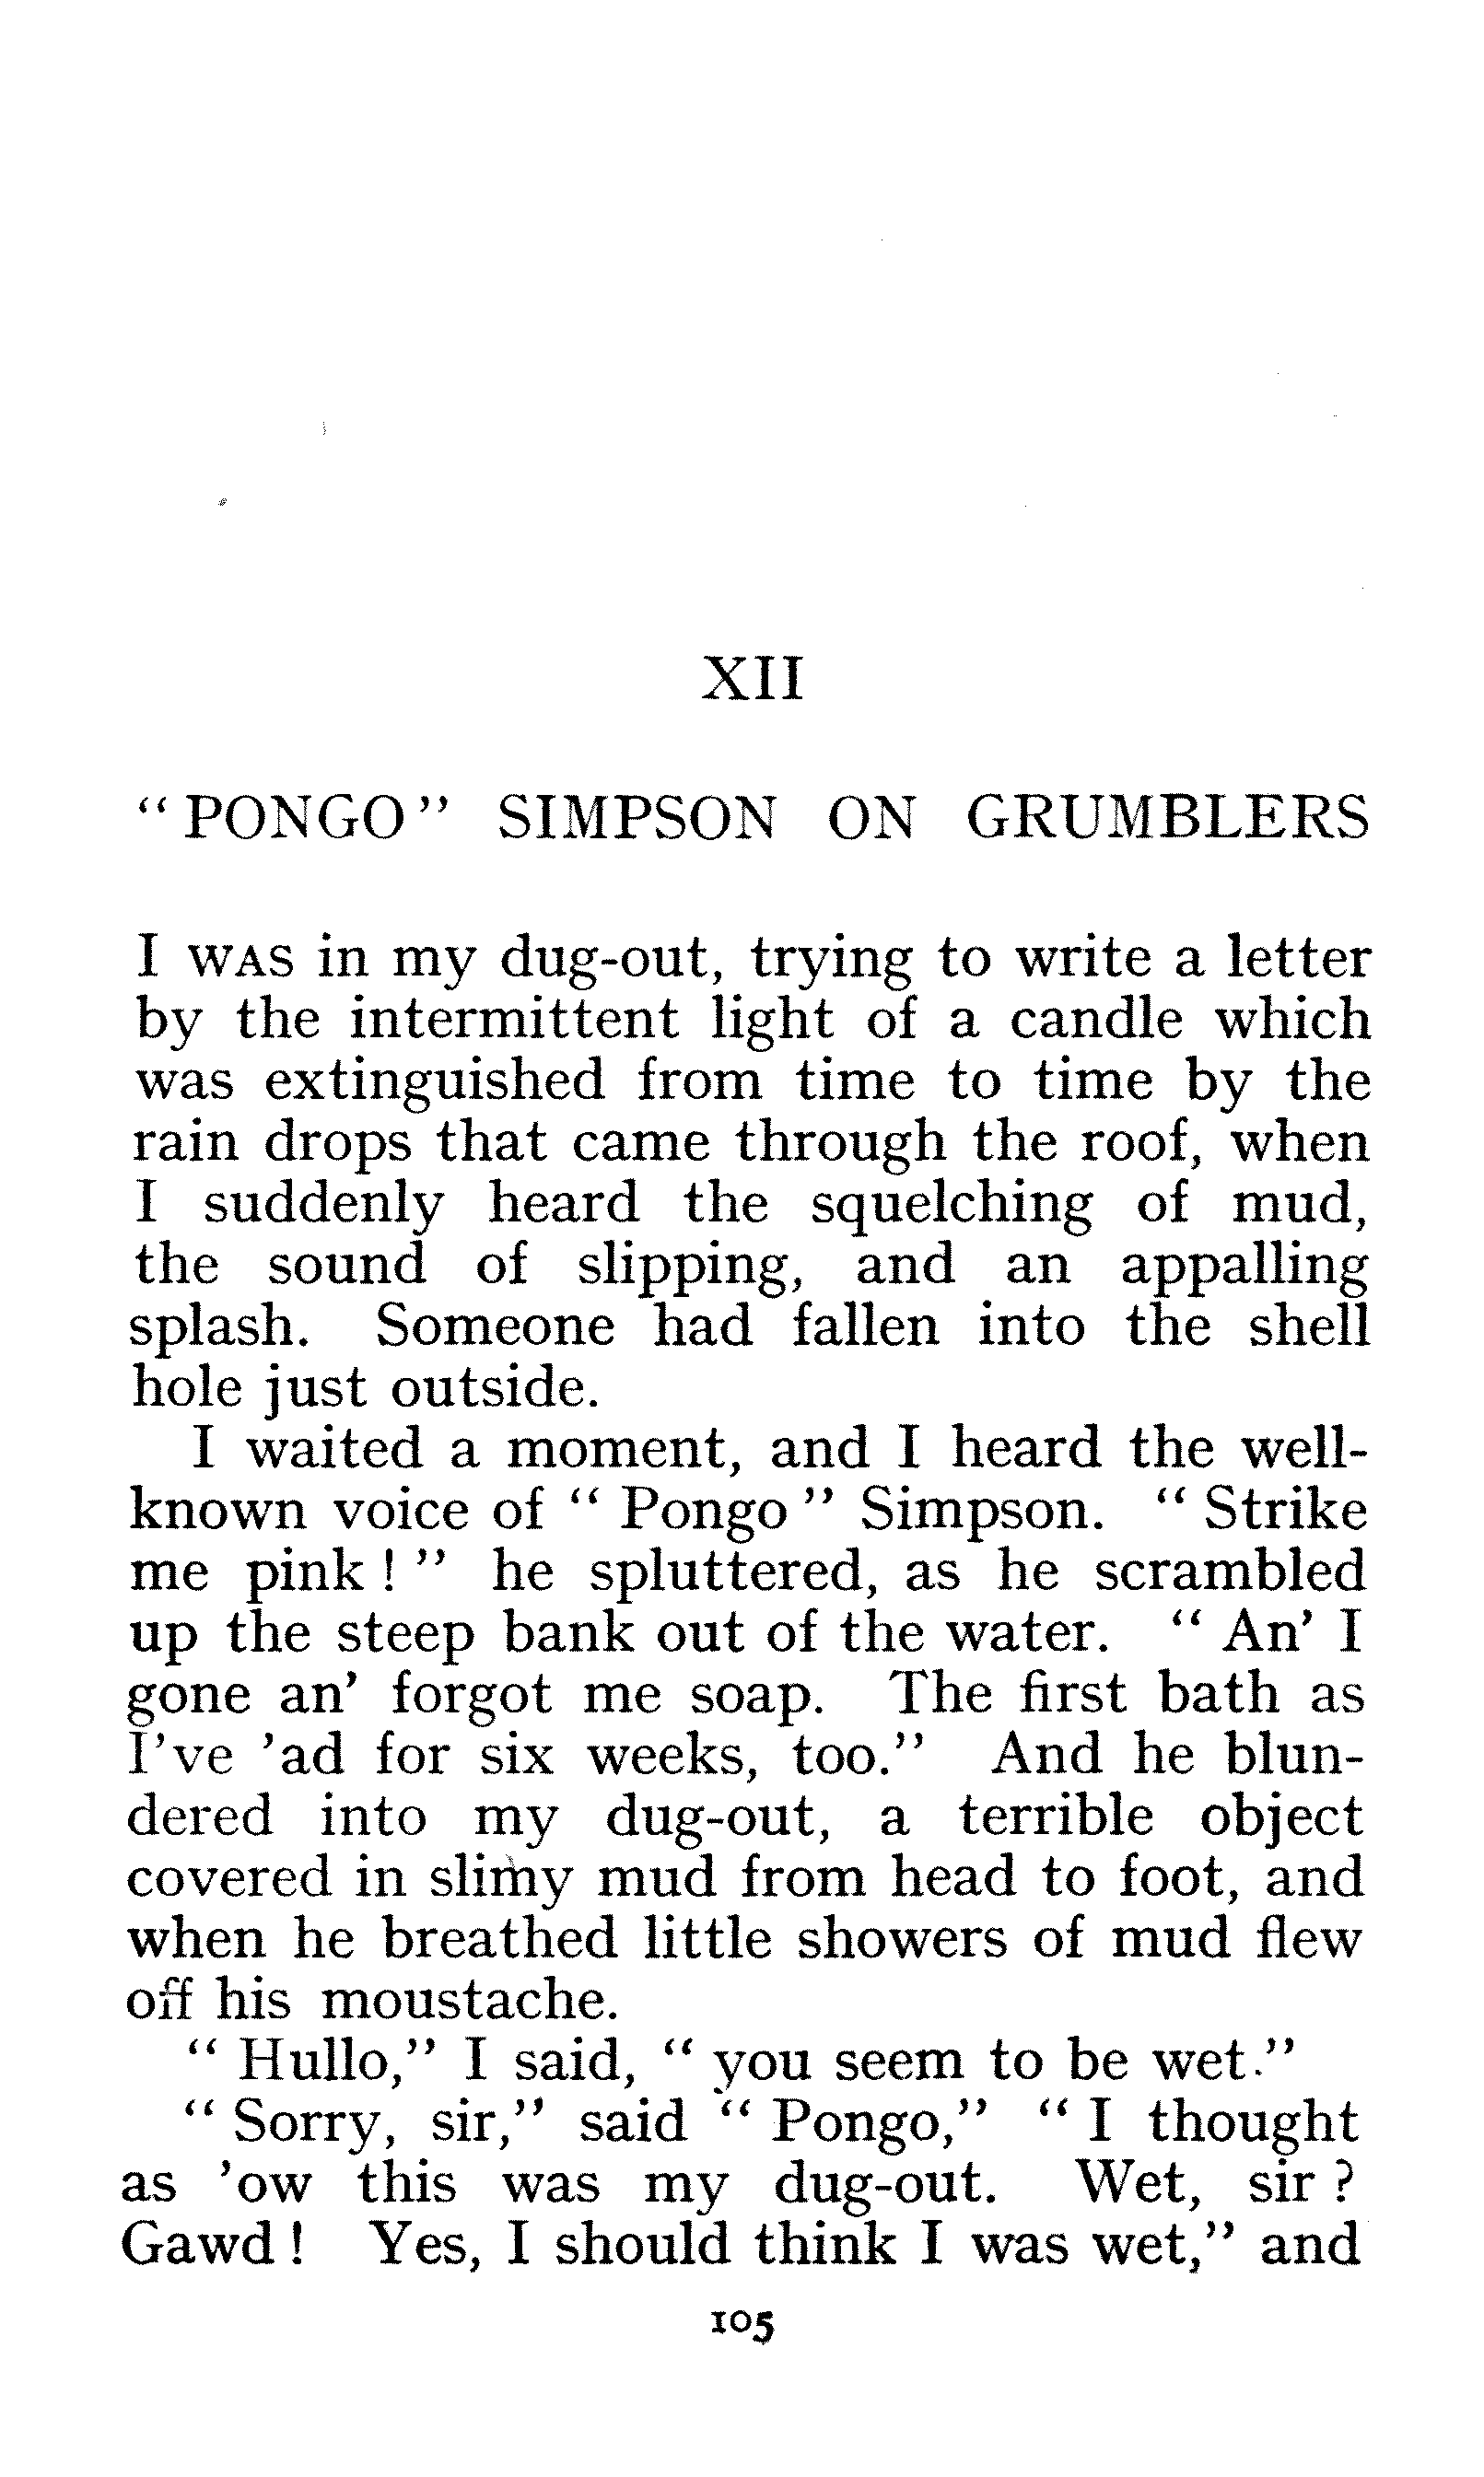 XII
“ PONGO ” SIMPSON ON GRUMBLERS
I WAS in my dug-out, trying to write a letter
by the intermittent light of a candle which
was extinguished from time to time by the
rain drops that came through the roof, when
I suddenly heard the squelching of mud,
the sound of slipping, and an appalling
splash. Someone had fallen into the shell
hole just outside.
I waited a moment, and I heard the well-
known voice of “ Pongo ” Simpson. “ Strike
me pink ! ” he spluttered, as he scrambled
up the steep bank out of the water. “ An’ I
gone an’ forgot me soap. The first bath as
I’ve ’ad for six weeks, too.” And he blun-
dered into my dug-out, a terrible object
covered in slimy mud from head to foot, and
when he breathed little showers of mud flew
off his moustache.
“ Hullo,” I said, “ you seem to be wet.”
“ Sorry, sir,” said “ Pongo,” “ I thought
as ’ow this was my dug-out. Wet, sir ?
Gawd ! Yes, I should think I was wet,” and
105